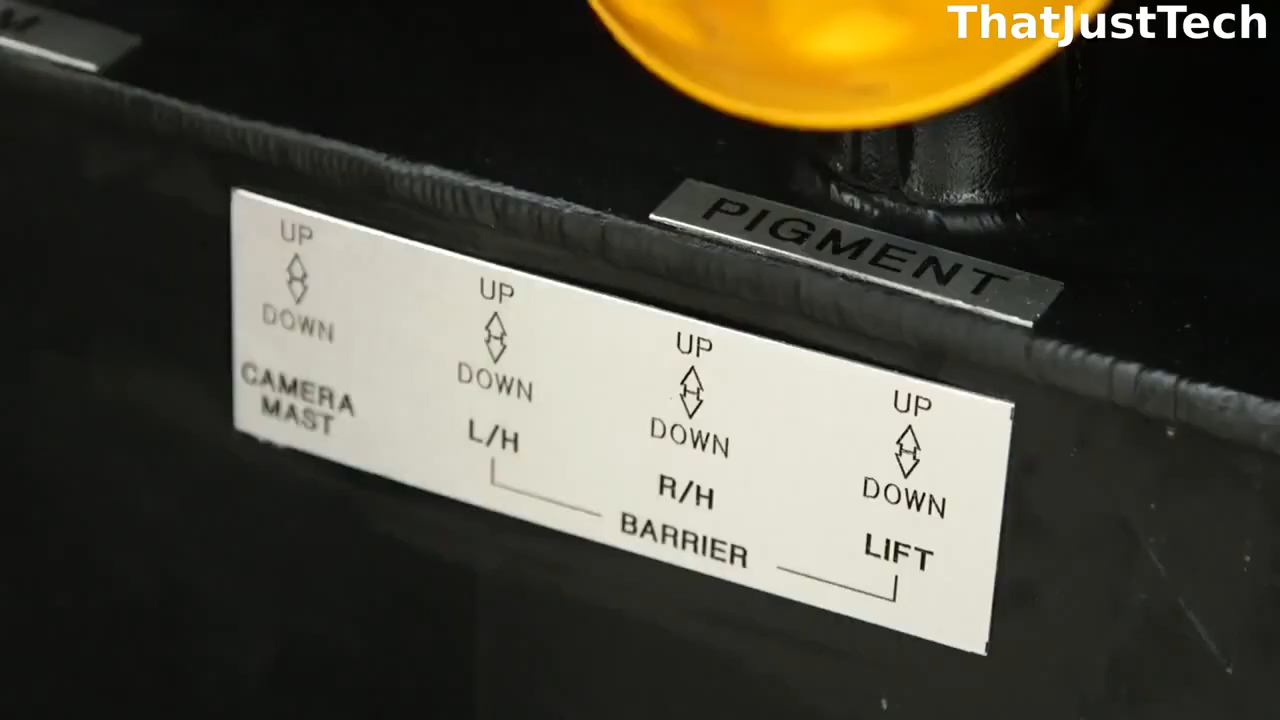 ThatJustTech
M
PIGMENT
UP
DOWN
CAMERA
MAST
UP
DOWN
L/H
UP
DOWN
R/H
BARRIER
UP
DOWN
LIFT